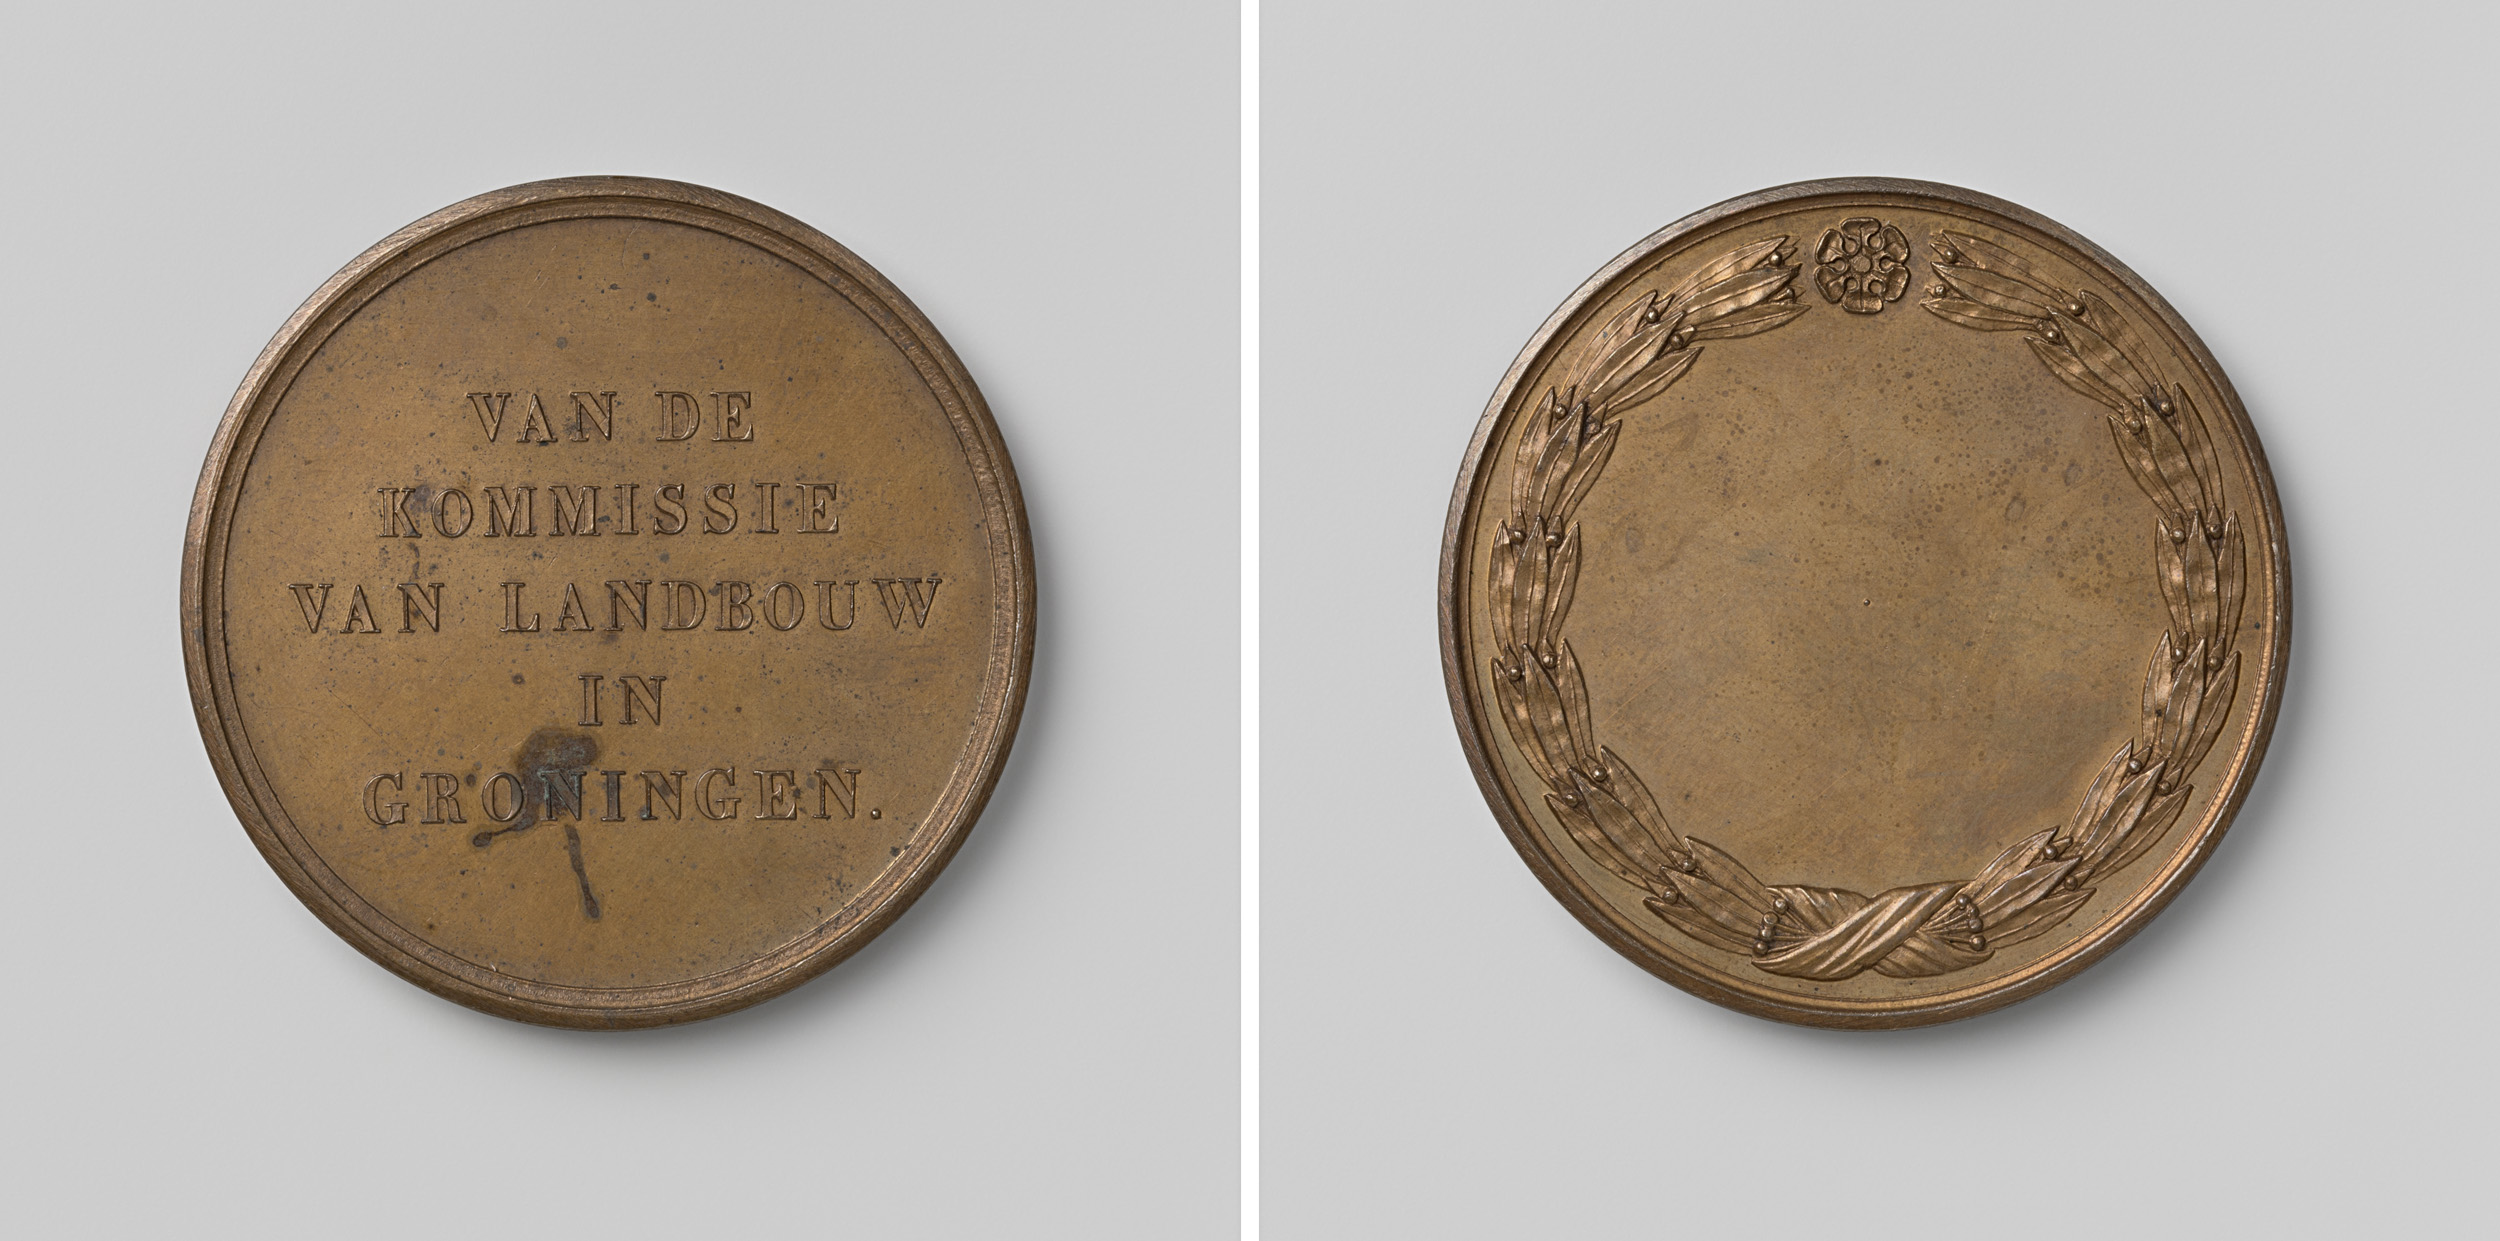 VAN DE
KOMMISSIE
VAN LANDBOUW
IN
GRONINGEN.